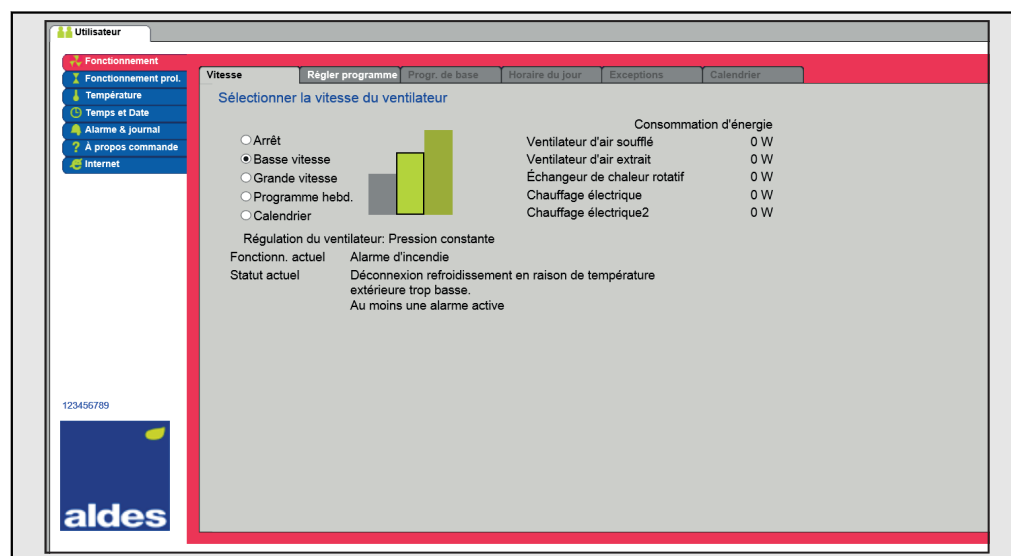 Utilisateur
Fonctionnement
Fonctionnement prol.
Température
Temps et Date
Alarme & journal
À propos commande
Internet
123456789
aldes
Vitesse
Régler programme
Progr. de base
Horaire du jour
Exceptions
Calendrier
Sélectionner la vitesse du ventilateur
Arrêt
Basse vitesse
Grande vitesse
Programme hebd.
Calendrier
Consommation d'énergie
Ventilateur d'air soufflé 0 W
Ventilateur d'air extrait 0 W
Échangeur de chaleur rotatif 0 W
Chauffage électrique 0 W
Chauffage électrique2 0 W
Régulation du ventilateur: Pression constante
Fonctionn. actuel Alarme d'incendie
Statut actuel Déconnexion refroidissement en raison de température
extérieure trop basse.
Au moins une alarme active